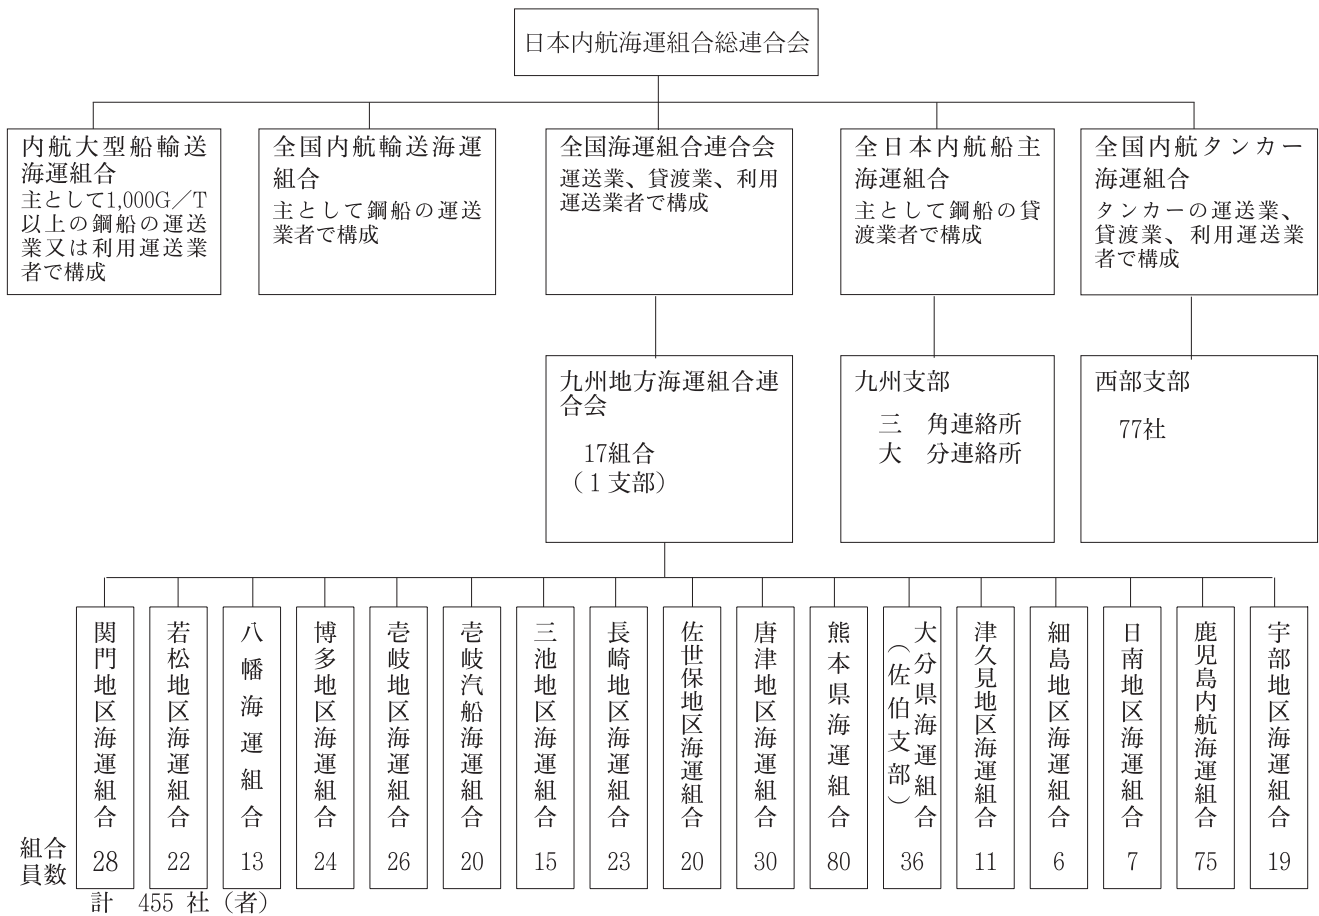 日本内航海運組合総連合会
内航大型船輸送
海運組合
主として1,000G／T
以上の鋼船の運送
業又は利用運送業
者で構成
全国内航輸送海運
組合
主として鋼船の運送
業者で構成
全国海運組合連合会
運送業、貸渡業、利用
運送業者で構成
全日本内航船主
海運組合
主として鋼船の貸
渡業者で構成
全国内航タンカー
海運組合
タンカーの運送業、
貸渡業、利用運送業
者で構成
九州地方海運組合連
合会
17組合
（１支部）
九州支部
三　角連絡所
大　分連絡所
西部支部
77社
関門地区海運組合
若松地区海運組合
八幡海運組合
博多地区海運組合
壱岐地区海運組合
壱岐汽船海運組合
三池地区海運組合
長崎地区海運組合
佐世保地区海運組合
唐津地区海運組合
熊本県海運組合
大分県海運組合
（佐伯支部）
津久見地区海運組合
細島地区海運組合
日南地区海運組合
鹿児島内航海運組合
宇部地区海運組合
組合
員数
28 22 13 24 26 20 15 23 20 30 80 36 11 6 7 75 19
計　455 社（者）